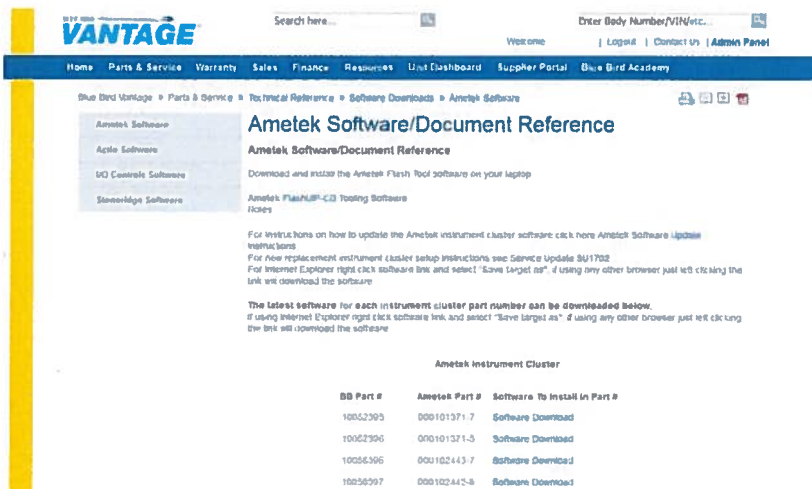 VANTAGE
Search here...
Enter Body Number/VIN/etc.
Welcome | Logout | Contact Us | Admin Panel
Home Parts & Service Warranty Sales Finance Resources Unit Dashboard Supplier Portal Blue Bird Academy
Blue Bird Vantage » Parts & Service » Technical Reference » Software Downloads » Ametek Software
Ametek Software
Actia Software
I/O Controls Software
Stoneridge Software
Ametek Software/Document Reference
Ametek Software/Document Reference
Download and install the Ametek Flash Tool software on your laptop
Ametek FlashUIP-CD Tooling Software
Notes
For instructions on how to update the Ametek instrument cluster software click here Ametek Software Update
Instructions
For new replacement instrument cluster setup instructions see Service Update SU1702
For Internet Explorer right click software link and select "Save target as", if using any other browser just left clicking the
link will download the software
The latest software for each instrument cluster part number can be downloaded below.
If using Internet Explorer right click software link and select "Save target as", if using any other browser just left clicking
the link will download the software
Ametek Instrument Cluster
BB Part # Ametek Part # Software To Install in Part #
10052395 000101371-7 Software Download
10052396 000101371-8 Software Download
10056396 000102443-7 Software Download
10056397 000102442-8 Software Download